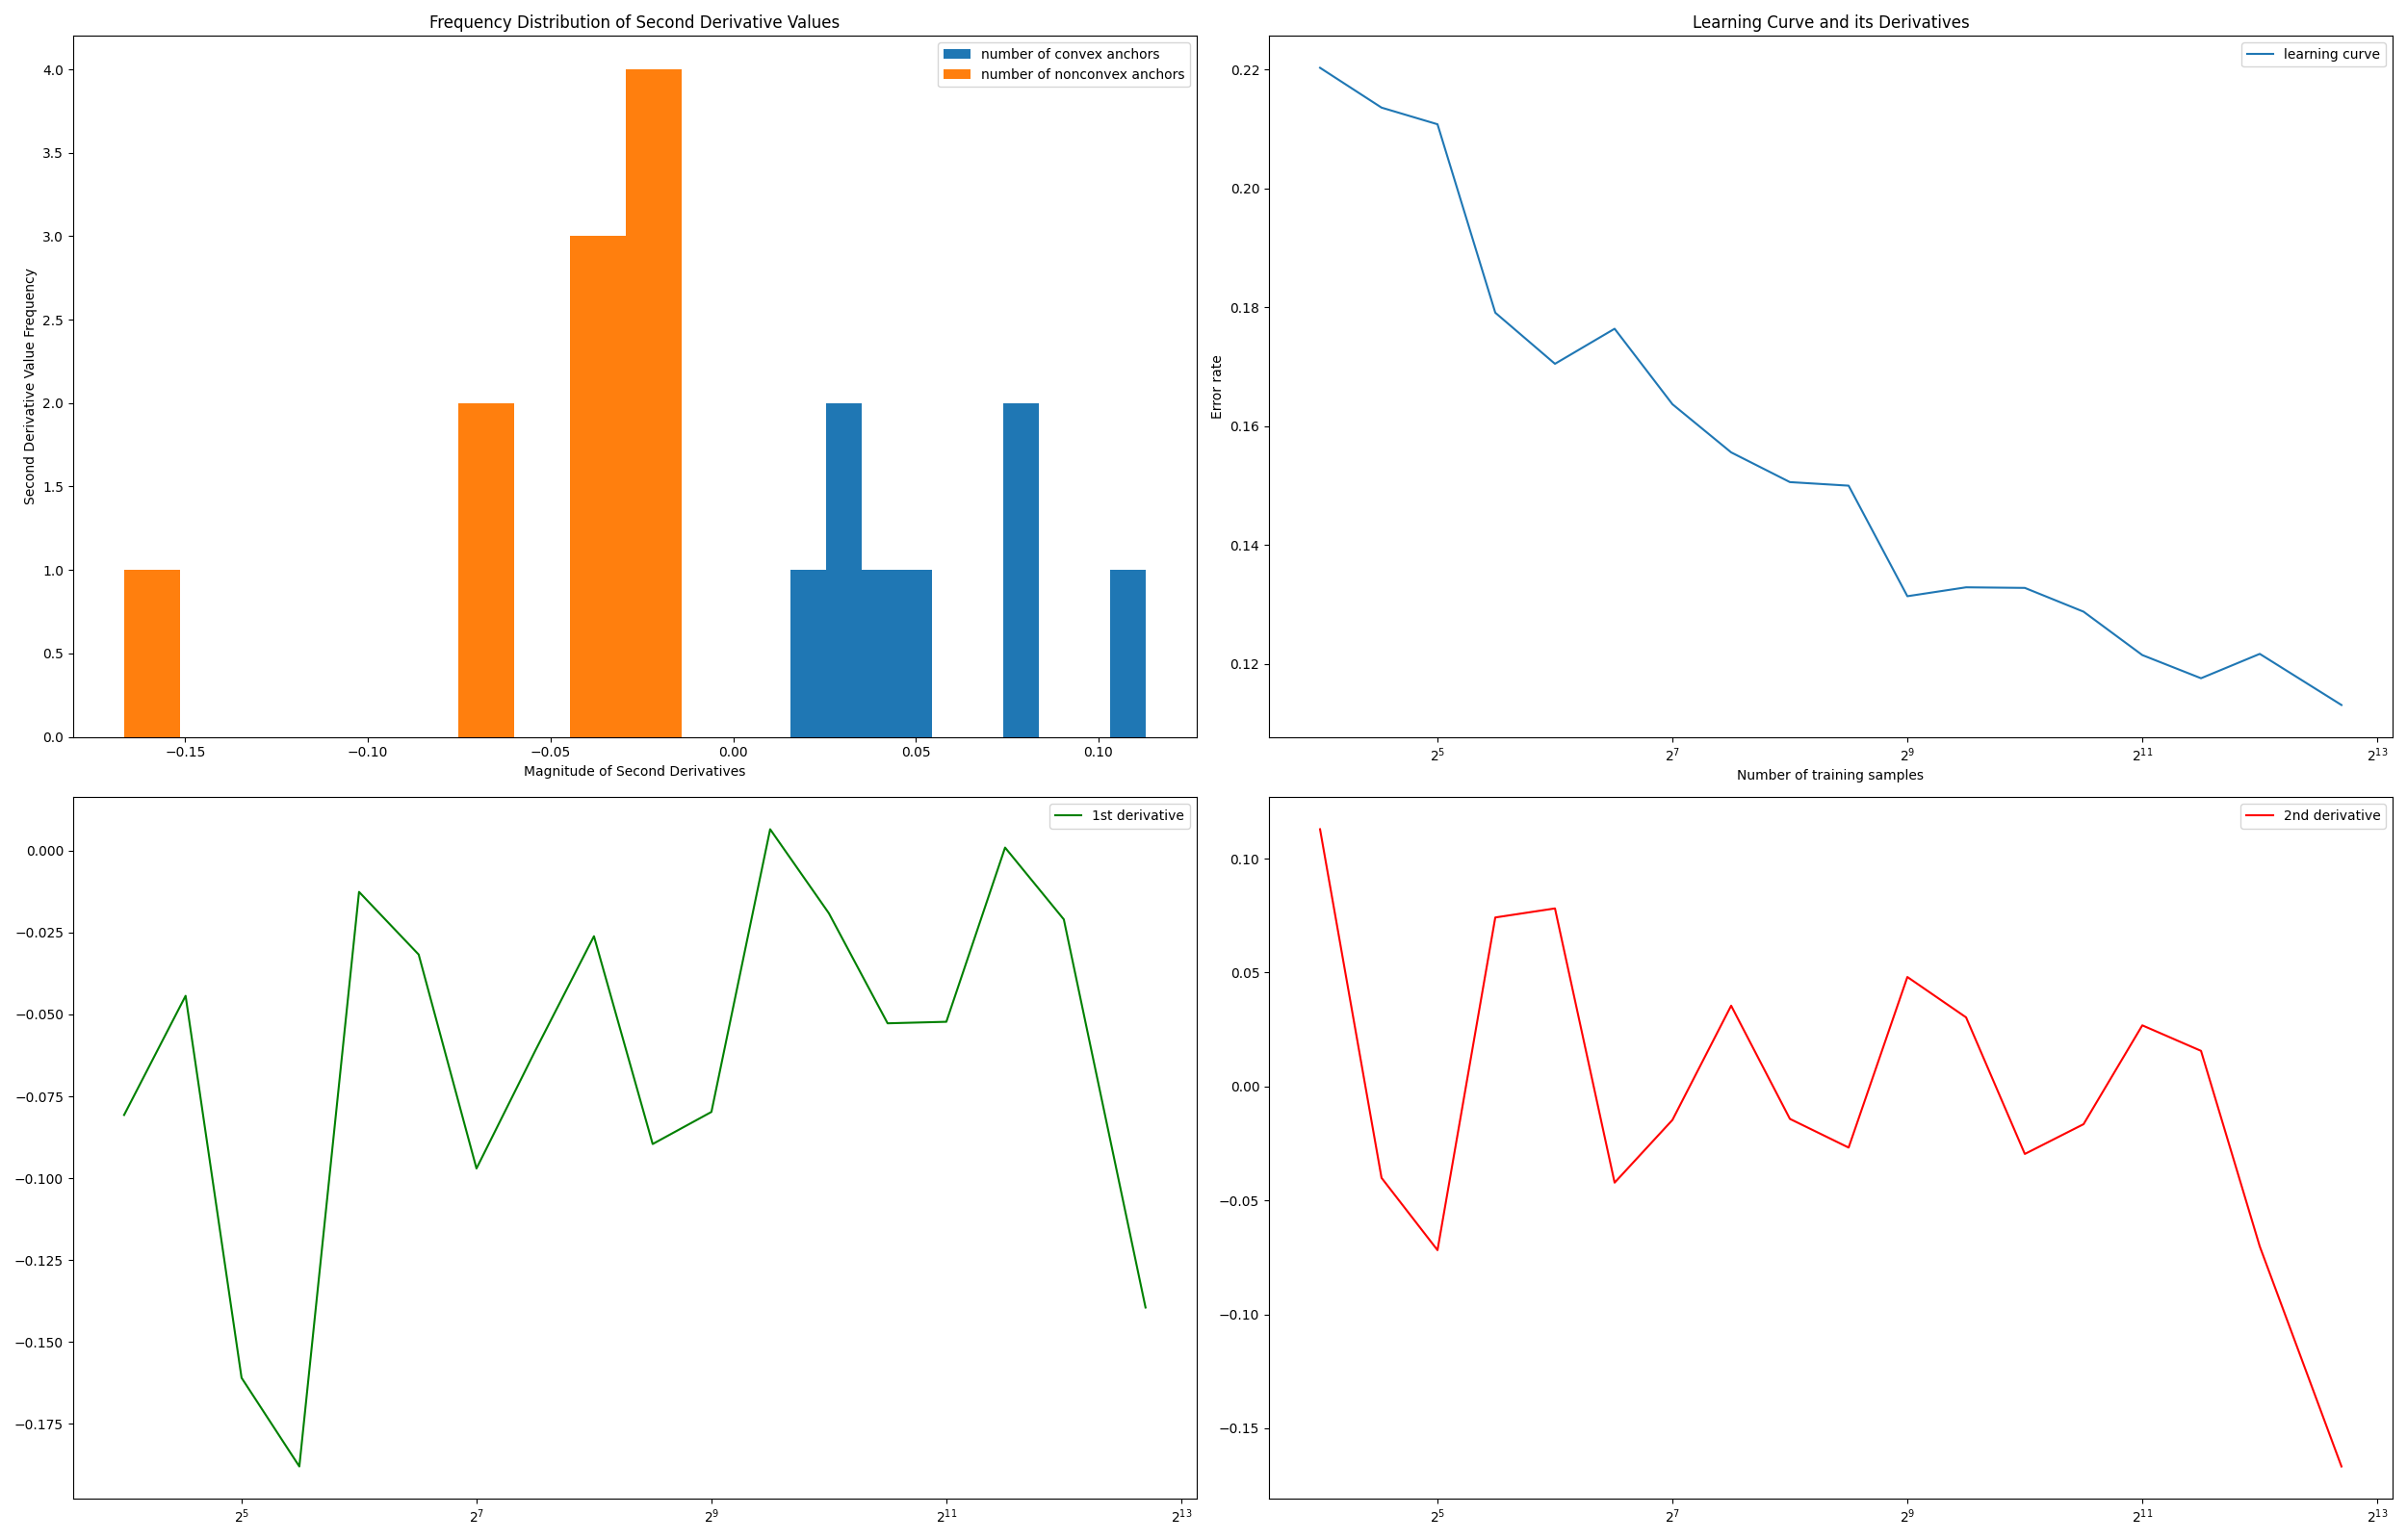 Frequency Distribution of Second Derivative Values
number of convex anchors
number of nonconvex anchors
4.0
3.5
3.0
2.5
2.0
1.5
1.0
0.5
0.0
Second Derivative Value Frequency
−0.15 −0.10 −0.05 0.00 0.05 0.10
Magnitude of Second Derivatives
Learning Curve and its Derivatives
learning curve
0.22
0.20
0.18
0.16
0.14
0.12
Error rate
2^5 2^7 2^9 2^11 2^13
Number of training samples
1st derivative
0.000
−0.025
−0.050
−0.075
−0.100
−0.125
−0.150
−0.175
2^5 2^7 2^9 2^11 2^13
2nd derivative
0.10
0.05
0.00
−0.05
−0.10
−0.15
2^5 2^7 2^9 2^11 2^13